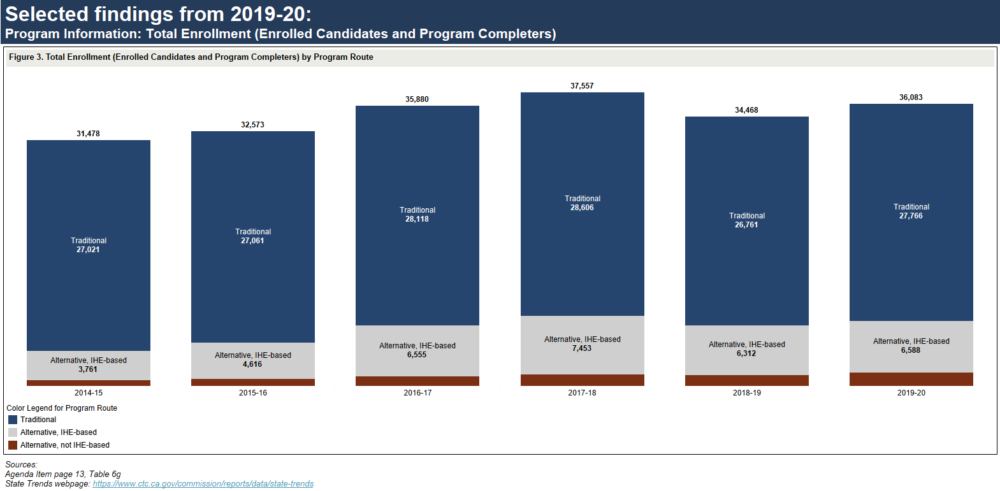 Selected findings from 2019-20:
Program Information: Total Enrollment (Enrolled Candidates and Program Completers)
Figure 3. Total Enrollment (Enrolled Candidates and Program Completers) by Program Route
31,478
32,573
35,880
37,557
34,468
36,083
Traditional
27,021
Traditional
27,061
Traditional
28,118
Traditional
28,606
Traditional
26,761
Traditional
27,766
Alternative, IHE-based
3,761
Alternative, IHE-based
4,616
Alternative, IHE-based
6,555
Alternative, IHE-based
7,453
Alternative, IHE-based
6,312
Alternative, IHE-based
6,588
2014-15
2015-16
2016-17
2017-18
2018-19
2019-20
Color Legend for Program Route
Traditional
Alternative, IHE-based
Alternative, not IHE-based
Sources:
Agenda Item page 13, Table 6g
State Trends webpage: https://www.ctc.ca.gov/commission/reports/data/state-trends